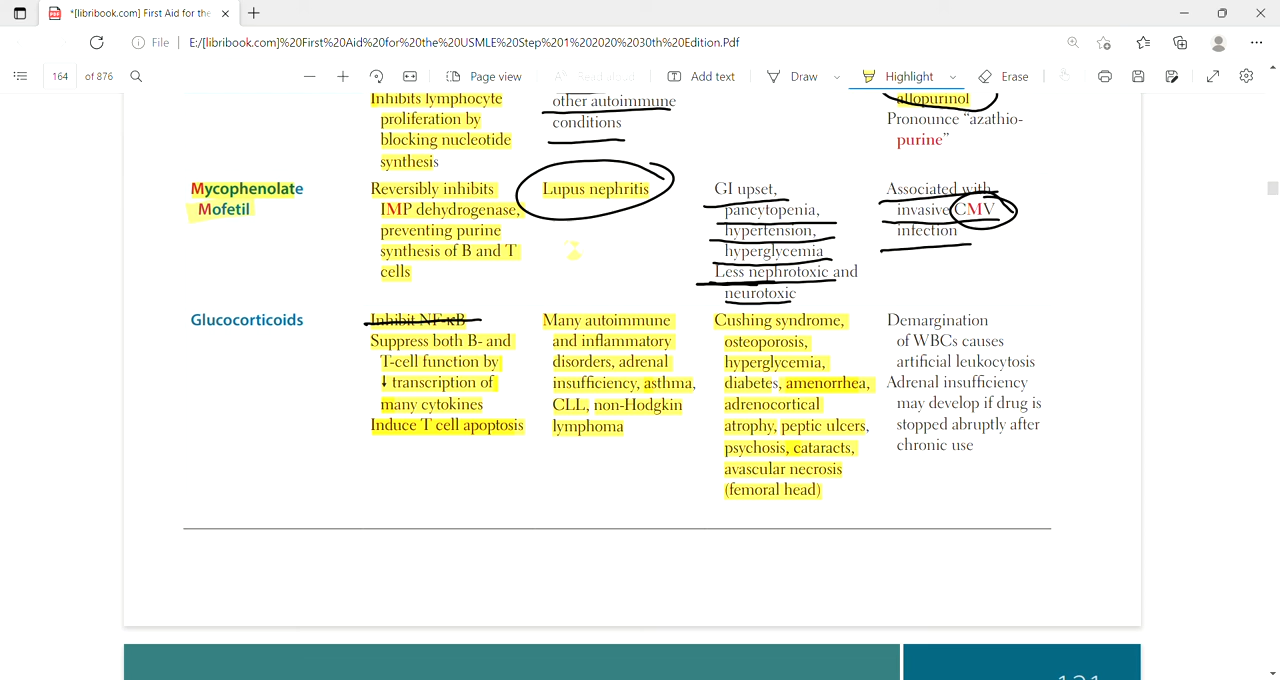 *[libribook.com] First Aid for the
File E:/[libribook.com]%20First%20Aid%20for%20the%20USMLE%20Step%201%202020%2030th%20Edition.Pdf
164 of 876 Page view Read aloud Add text Draw Highlight Erase
Inhibits lymphocyte
proliferation by
blocking nucleotide
synthesis
other autoimmune
conditions
allopurinol
Pronounce “azathio-
purine”
Mycophenolate
Mofetil
Reversibly inhibits
IMP dehydrogenase,
preventing purine
synthesis of B and T
cells
Lupus nephritis
GI upset,
pancytopenia,
hypertension,
hyperglycemia
Less nephrotoxic and
neurotoxic
Associated with
invasive CMV
infection
Glucocorticoids
Inhibit NF-κB
Suppress both B- and
T-cell function by
↓ transcription of
many cytokines
Induce T cell apoptosis
Many autoimmune
and inflammatory
disorders, adrenal
insufficiency, asthma,
CLL, non-Hodgkin
lymphoma
Cushing syndrome,
osteoporosis,
hyperglycemia,
diabetes, amenorrhea,
adrenocortical
atrophy, peptic ulcers,
psychosis, cataracts,
avascular necrosis
(femoral head)
Demargination
of WBCs causes
artificial leukocytosis
Adrenal insufficiency
may develop if drug is
stopped abruptly after
chronic use